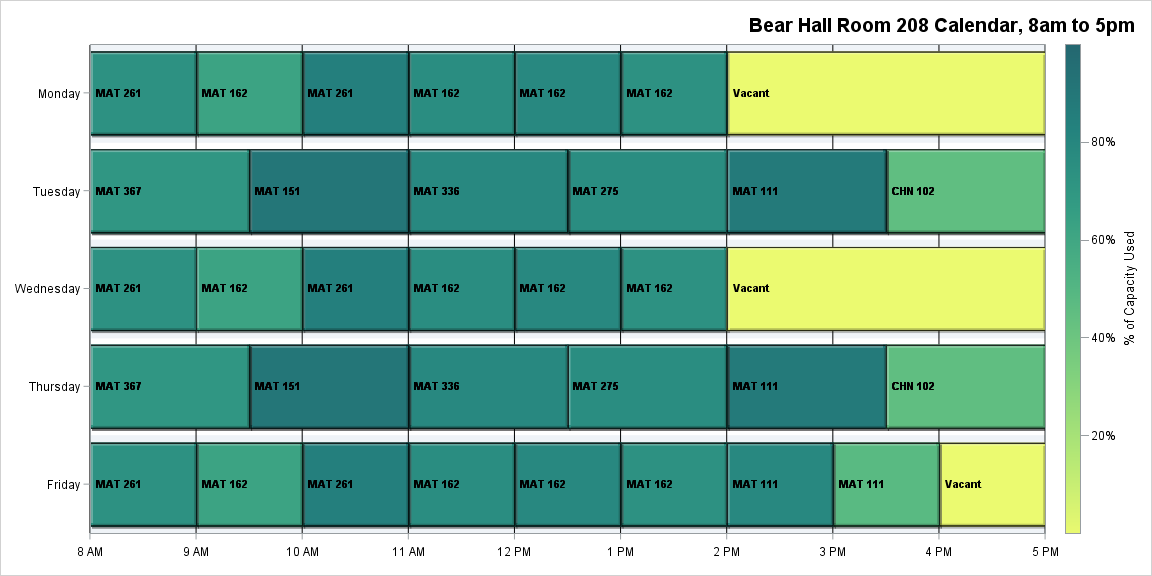 Bear Hall Room 208 Calendar, 8am to 5pm
Monday
MAT 261
MAT 162
MAT 261
MAT 162
MAT 162
MAT 162
Vacant
Tuesday
MAT 367
MAT 151
MAT 336
MAT 275
MAT 111
CHN 102
Wednesday
MAT 261
MAT 162
MAT 261
MAT 162
MAT 162
MAT 162
Vacant
Thursday
MAT 367
MAT 151
MAT 336
MAT 275
MAT 111
CHN 102
Friday
MAT 261
MAT 162
MAT 261
MAT 162
MAT 162
MAT 162
MAT 111
MAT 111
Vacant
8 AM
9 AM
10 AM
11 AM
12 PM
1 PM
2 PM
3 PM
4 PM
5 PM
80%
60%
40%
20%
% of Capacity Used